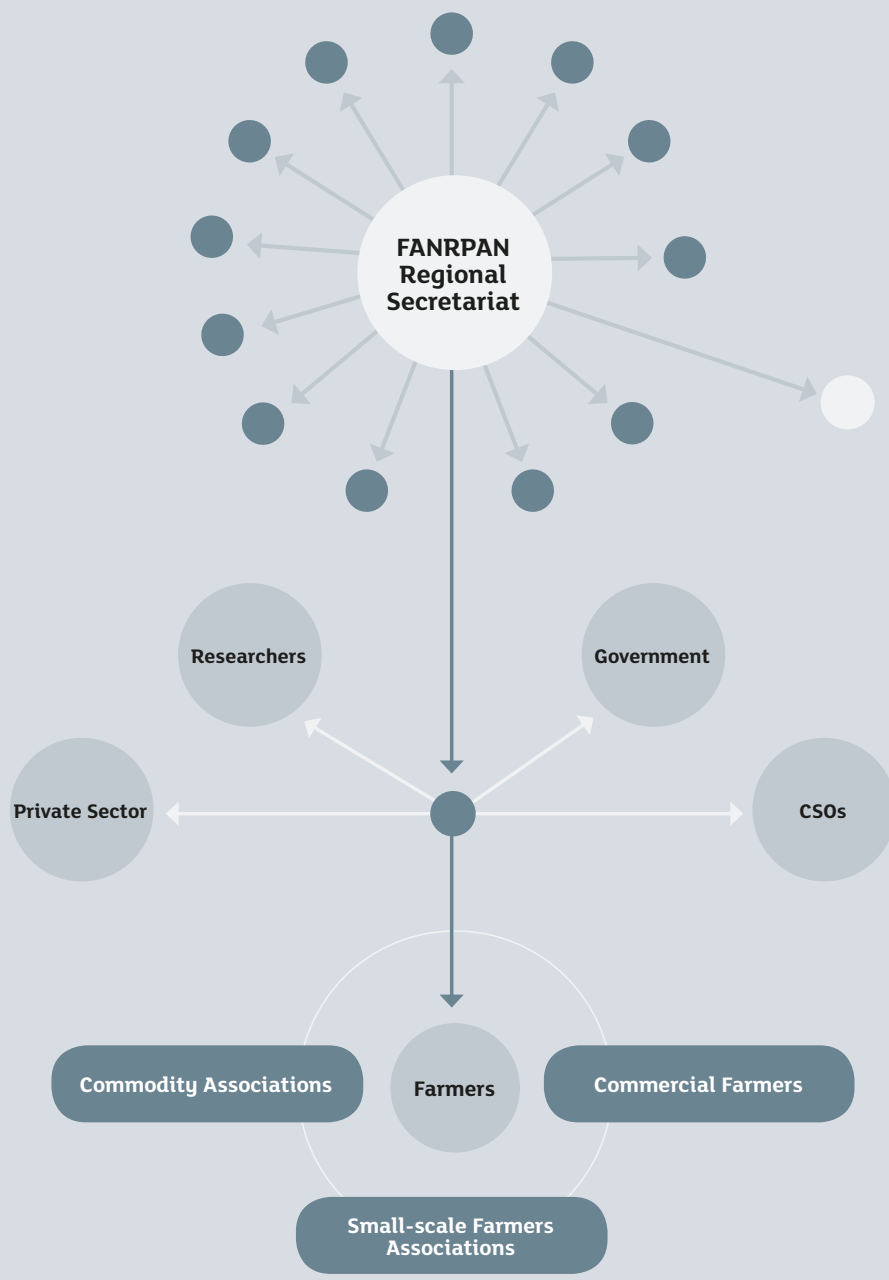 FANRPAN
Regional
Secretariat
Researchers
Government
Private Sector
CSOs
Commodity Associations
Farmers
Commercial Farmers
Small-scale Farmers
Associations